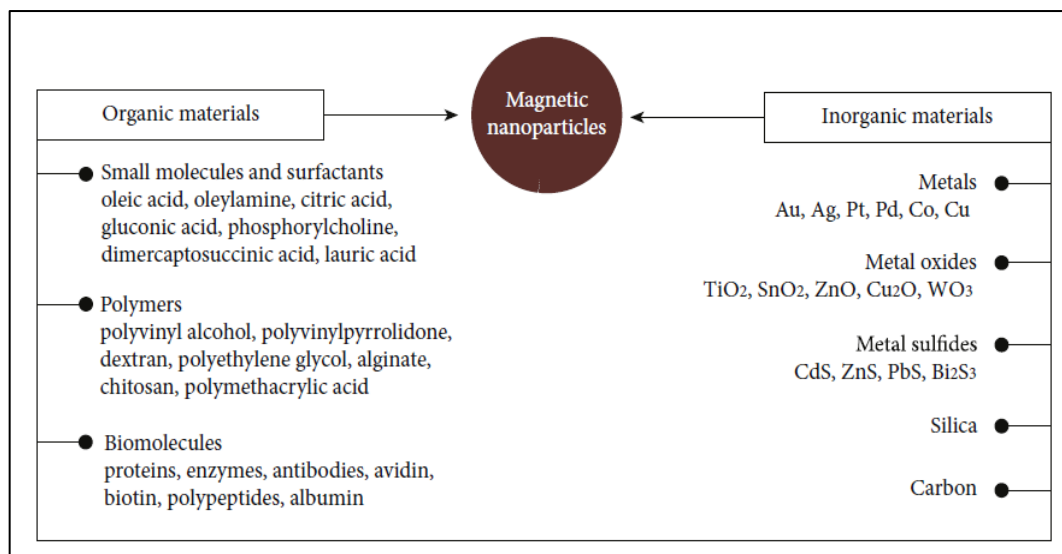 Magnetic
nanoparticles
Organic materials
Small molecules and surfactants
oleic acid, oleylamine, citric acid,
gluconic acid, phosphorylcholine,
dimercaptosuccinic acid, lauric acid
Polymers
polyvinyl alcohol, polyvinylpyrrolidone,
dextran, polyethylene glycol, alginate,
chitosan, polymethacrylic acid
Biomolecules
proteins, enzymes, antibodies, avidin,
biotin, polypeptides, albumin
Inorganic materials
Metals
Au, Ag, Pt, Pd, Co, Cu
Metal oxides
TiO2, SnO2, ZnO, Cu2O, WO3
Metal sulfides
CdS, ZnS, PbS, Bi2S3
Silica
Carbon